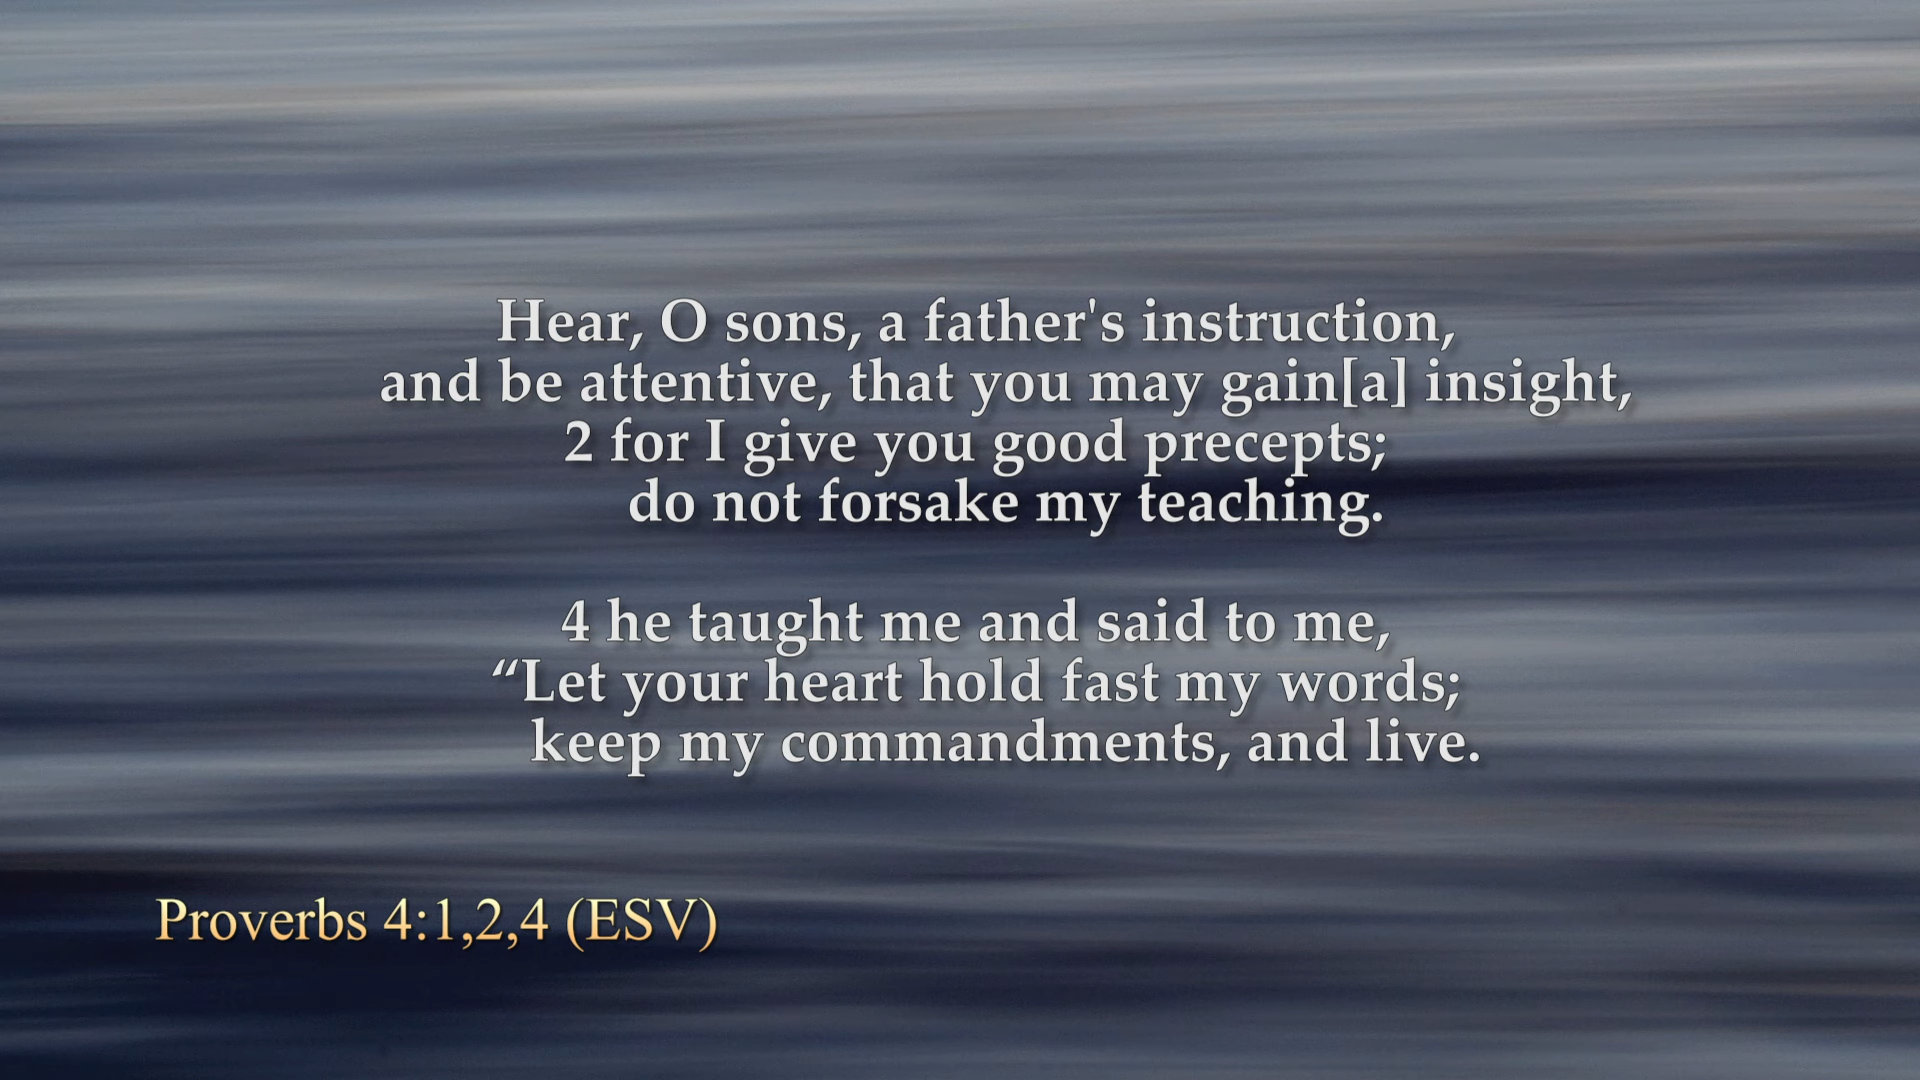 Hear, O sons, a father's instruction,
and be attentive, that you may gain[a] insight,
2 for I give you good precepts;
do not forsake my teaching.
4 he taught me and said to me,
“Let your heart hold fast my words;
keep my commandments, and live.
Proverbs 4:1,2,4 (ESV)